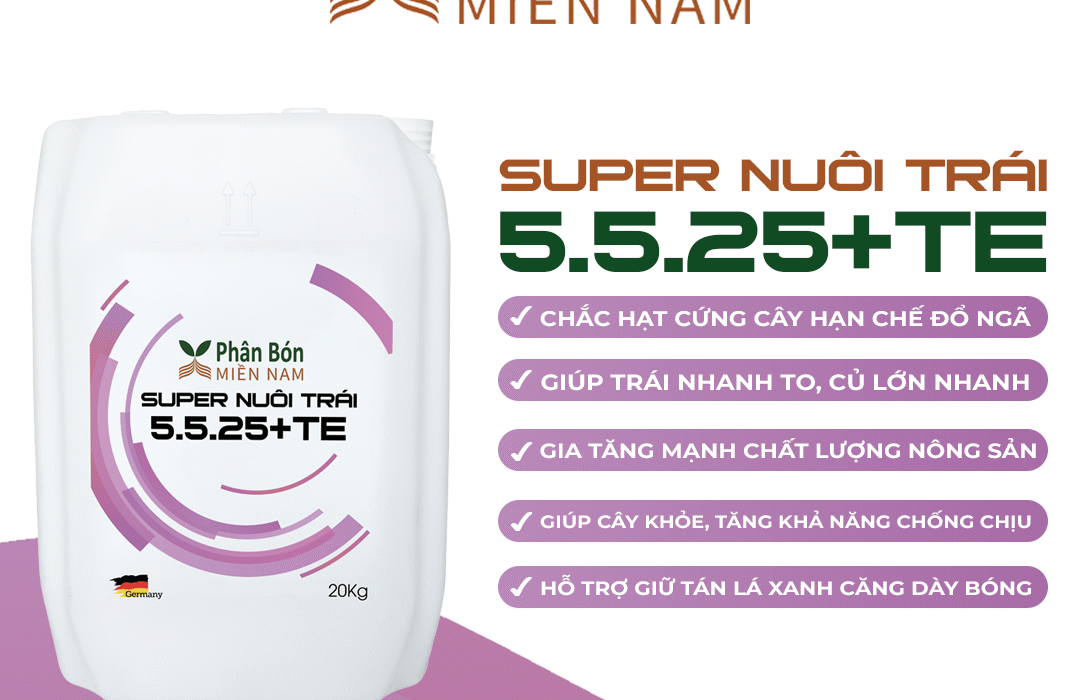 MIỀN NAM
SUPER NUÔI TRÁI
5.5.25+TE
CHẮC HẠT CỨNG CÂY HẠN CHẾ ĐỔ NGÃ
GIÚP TRÁI NHANH TO, CỦ LỚN NHANH
GIA TĂNG MẠNH CHẤT LƯỢNG NÔNG SẢN
GIÚP CÂY KHỎE, TĂNG KHẢ NĂNG CHỐNG CHỊU
HỖ TRỢ GIỮ TÁN LÁ XANH CĂNG DÀY BÓNG
Phân Bón
MIỀN NAM
SUPER NUÔI TRÁI
5.5.25+TE
Germany
20Kg